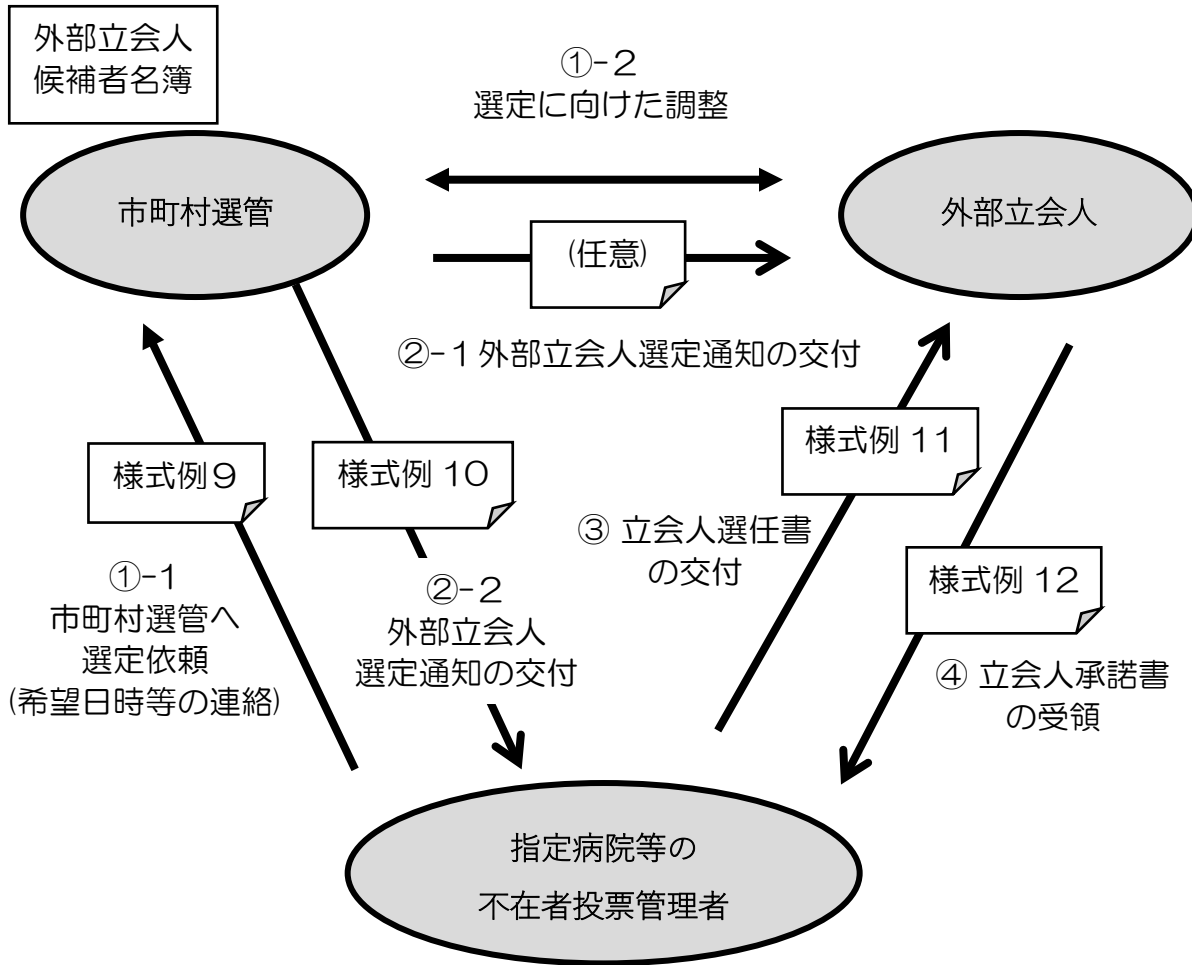 外部立会人
候補者名簿
①-2
選定に向けた調整
市町村選管
外部立会人
(任意)
②-1外部立会人選定通知の交付
様式例9
様式例 10
様式例 11
①-1
市町村選管へ
選定依頼
(希望日時等の連絡)
②-2
外部立会人
選定通知の交付
③ 立会人選任書
の交付
様式例 12
④ 立会人承諾書
の受領
指定病院等の
不在者投票管理者